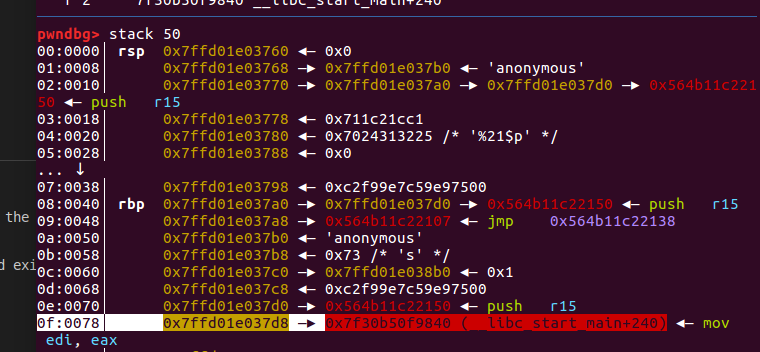 7f30b50f9840 __libc_start_main+240
pwndbg> stack 50
00:0000│ rsp 0x7ffd01e03760 ◂— 0x0
01:0008│ 0x7ffd01e03768 —▸ 0x7ffd01e037b0 ◂— 'anonymous'
02:0010│ 0x7ffd01e03770 —▸ 0x7ffd01e037a0 —▸ 0x7ffd01e037d0 —▸ 0x564b11c221
50 ◂— push r15
03:0018│ 0x7ffd01e03778 ◂— 0x711c21cc1
04:0020│ 0x7ffd01e03780 ◂— 0x7024313225 /* '%21$p' */
05:0028│ 0x7ffd01e03788 ◂— 0x0
... ↓
07:0038│ 0x7ffd01e03798 ◂— 0xc2f99e7c59e97500
08:0040│ rbp 0x7ffd01e037a0 —▸ 0x7ffd01e037d0 —▸ 0x564b11c22150 ◂— push r15
09:0048│ 0x7ffd01e037a8 —▸ 0x564b11c22107 ◂— jmp 0x564b11c22138
the
0a:0050│ 0x7ffd01e037b0 ◂— 'anonymous'
0b:0058│ 0x7ffd01e037b8 ◂— 0x73 /* 's' */
d exi
0c:0060│ 0x7ffd01e037c0 —▸ 0x7ffd01e038b0 ◂— 0x1
0d:0068│ 0x7ffd01e037c8 ◂— 0xc2f99e7c59e97500
0e:0070│ 0x7ffd01e037d0 —▸ 0x564b11c22150 ◂— push r15
0f:0078│ 0x7ffd01e037d8 —▸ 0x7f30b50f9840 (__libc_start_main+240) ◂— mov
edi, eax